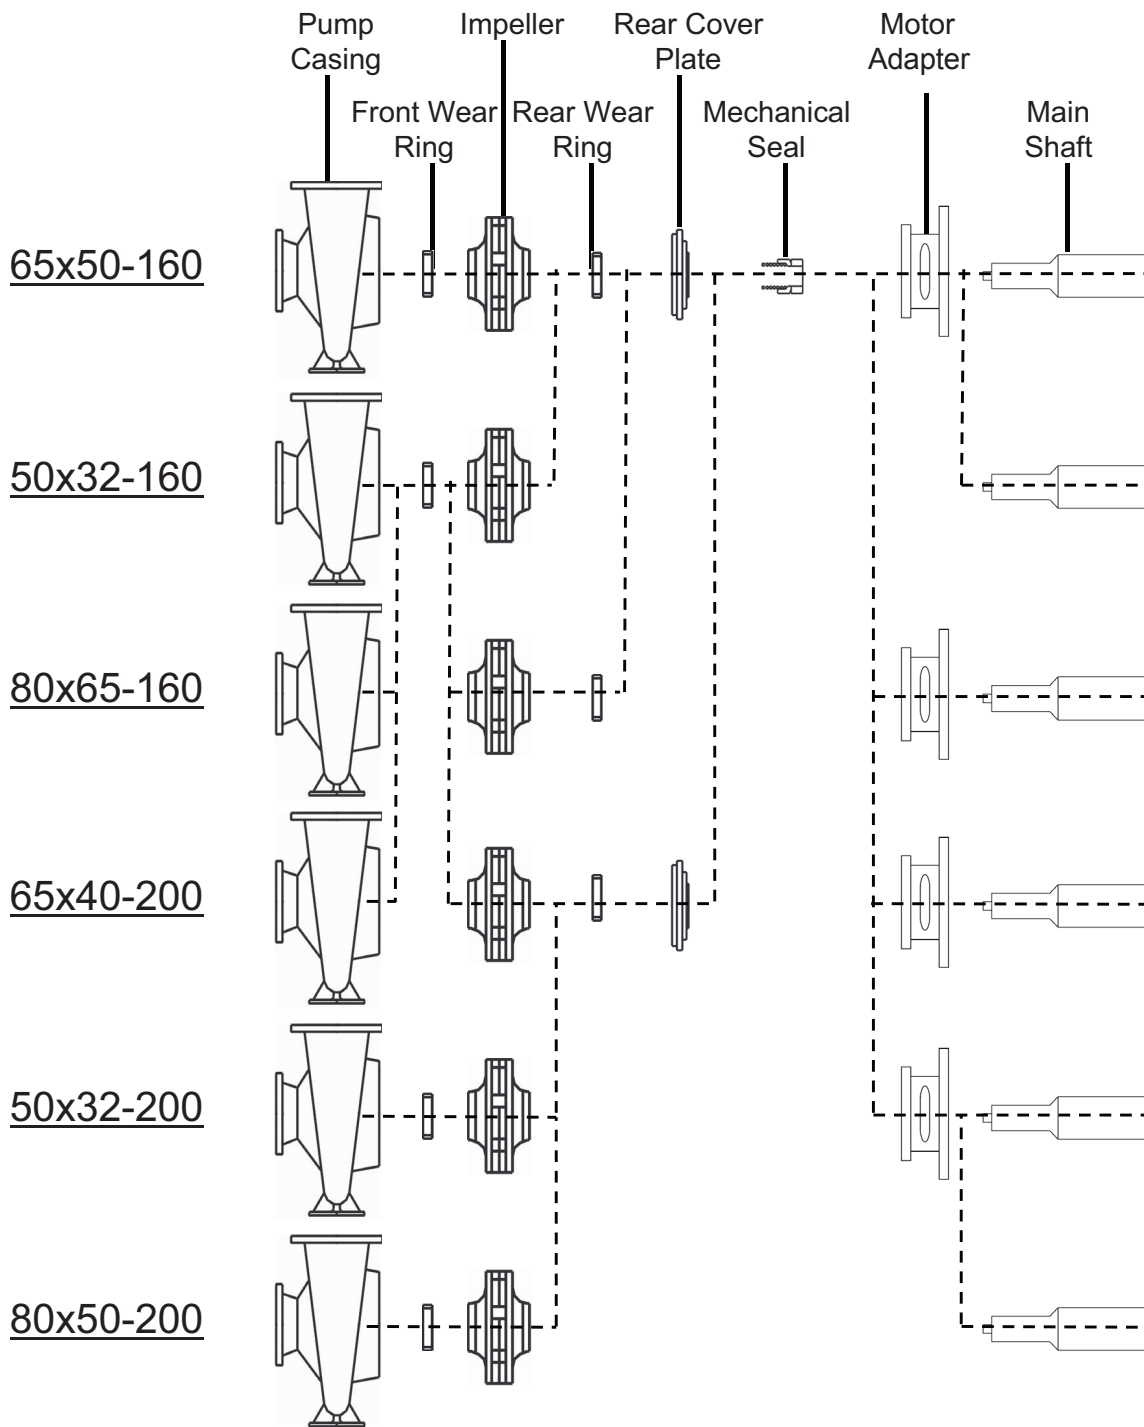 Pump
Casing
Impeller
Rear Cover
Plate
Motor
Adapter
Front Wear
Ring
Rear Wear
Ring
Mechanical
Seal
Main
Shaft
65x50-160
50x32-160
80x65-160
65x40-200
50x32-200
80x50-200